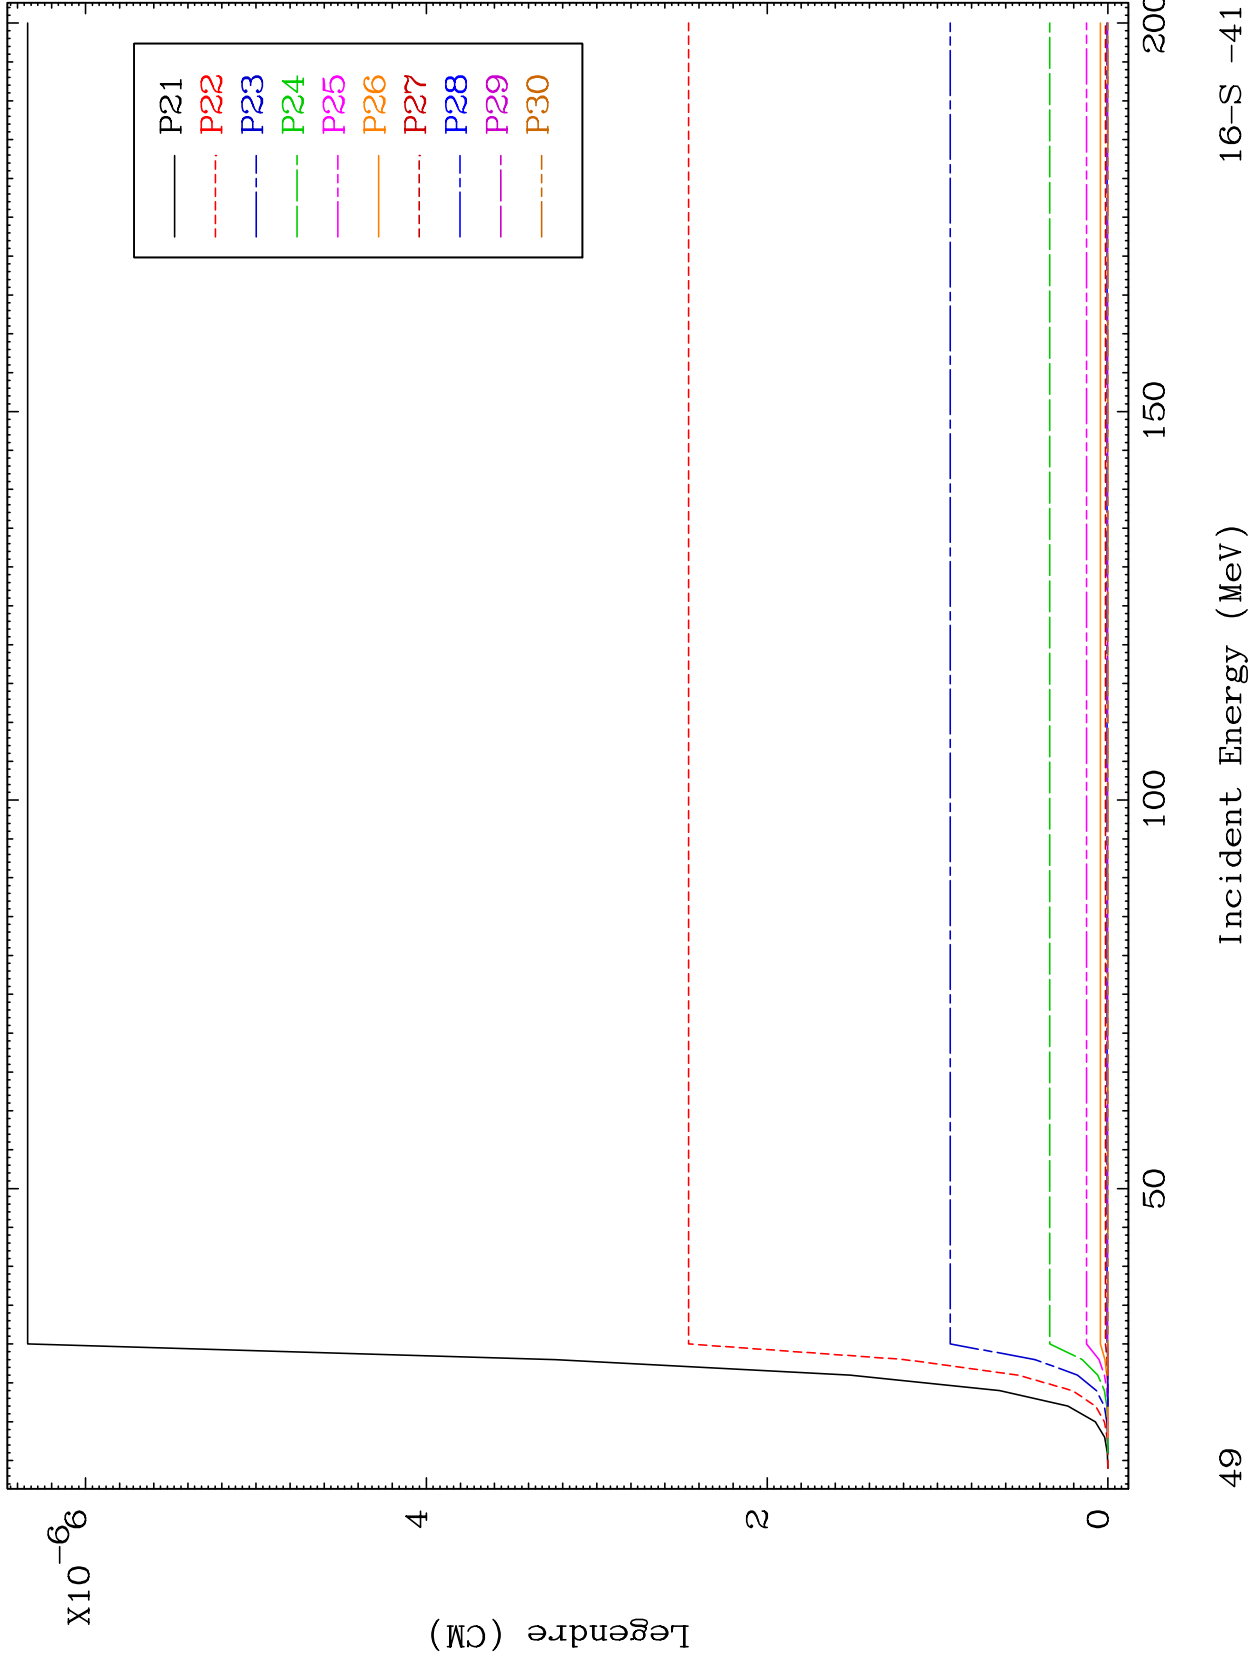 X10-6
6
4
2
0
Legendre (CM)
P21
P22
P23
P24
P25
P26
P27
P28
P29
P30
50
100
150
200
Incident Energy (MeV)
49
16-S -41